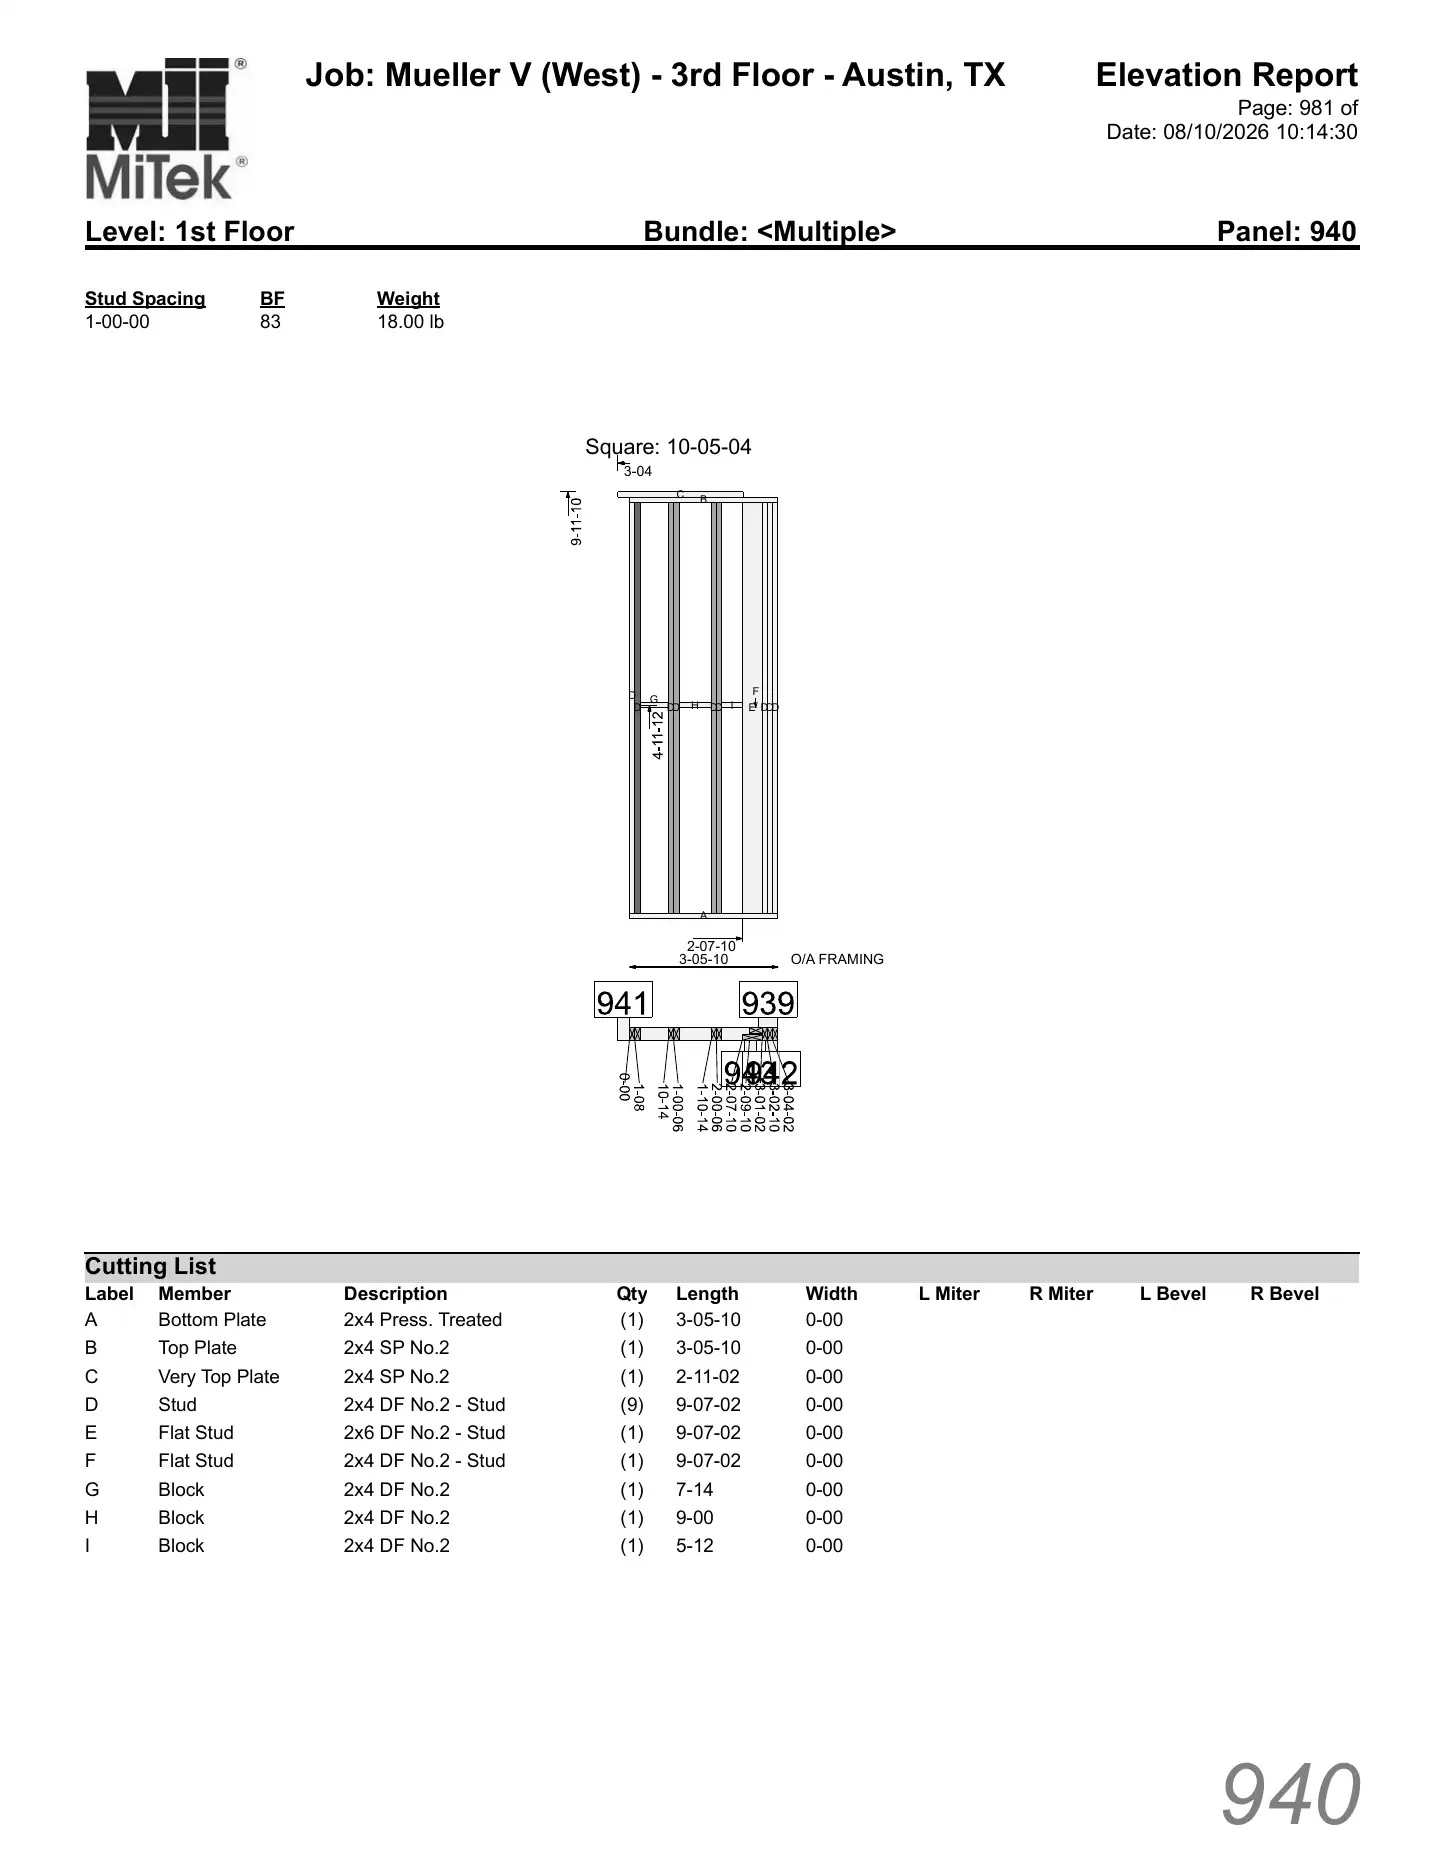 Job: Mueller V (West) - 3rd Floor - Austin, TX
Elevation Report
Page: 981 of
Date: 08/10/2026 10:14:30
MiTek®
Level: 1st Floor Bundle: <Multiple> Panel: 940
Stud Spacing BF Weight
1-00-00 83 18.00 lb
Square: 10-05-04
3-04
C
B
9-11-10
D
G
H
I
F
E
4-11-12
A
2-07-10
3-05-10 O/A FRAMING
941 939
942
0-00
1-08
10-14
1-00-06
1-10-14
2-00-06
2-07-10
2-09-10
3-01-02
3-02-10
3-04-02
Cutting List
Label Member Description Qty Length Width L Miter R Miter L Bevel R Bevel
A Bottom Plate 2x4 Press. Treated (1) 3-05-10 0-00
B Top Plate 2x4 SP No.2 (1) 3-05-10 0-00
C Very Top Plate 2x4 SP No.2 (1) 2-11-02 0-00
D Stud 2x4 DF No.2 - Stud (9) 9-07-02 0-00
E Flat Stud 2x6 DF No.2 - Stud (1) 9-07-02 0-00
F Flat Stud 2x4 DF No.2 - Stud (1) 9-07-02 0-00
G Block 2x4 DF No.2 (1) 7-14 0-00
H Block 2x4 DF No.2 (1) 9-00 0-00
I Block 2x4 DF No.2 (1) 5-12 0-00
940